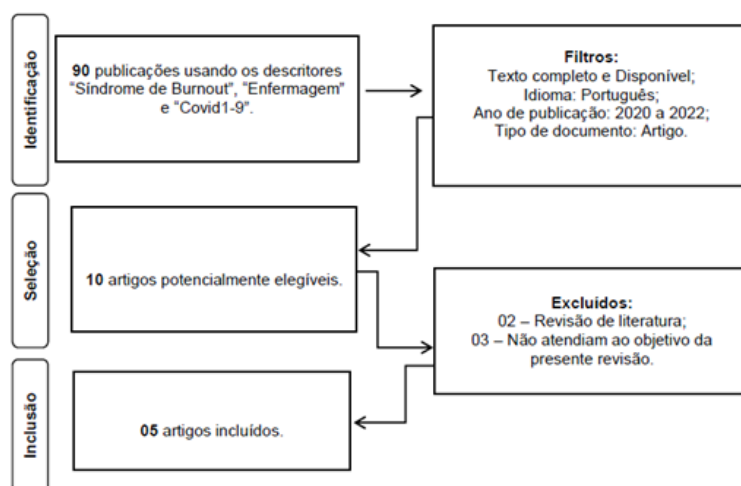 Identificação
90 publicações usando os descritores
"Síndrome de Burnout", "Enfermagem"
e "Covid1-9".
Filtros:
Texto completo e Disponível;
Idioma: Português;
Ano de publicação: 2020 a 2022;
Tipo de documento: Artigo.
Seleção
10 artigos potencialmente elegíveis.
Excluídos:
02 – Revisão de literatura;
03 – Não atendiam ao objetivo da
presente revisão.
Inclusão
05 artigos incluídos.